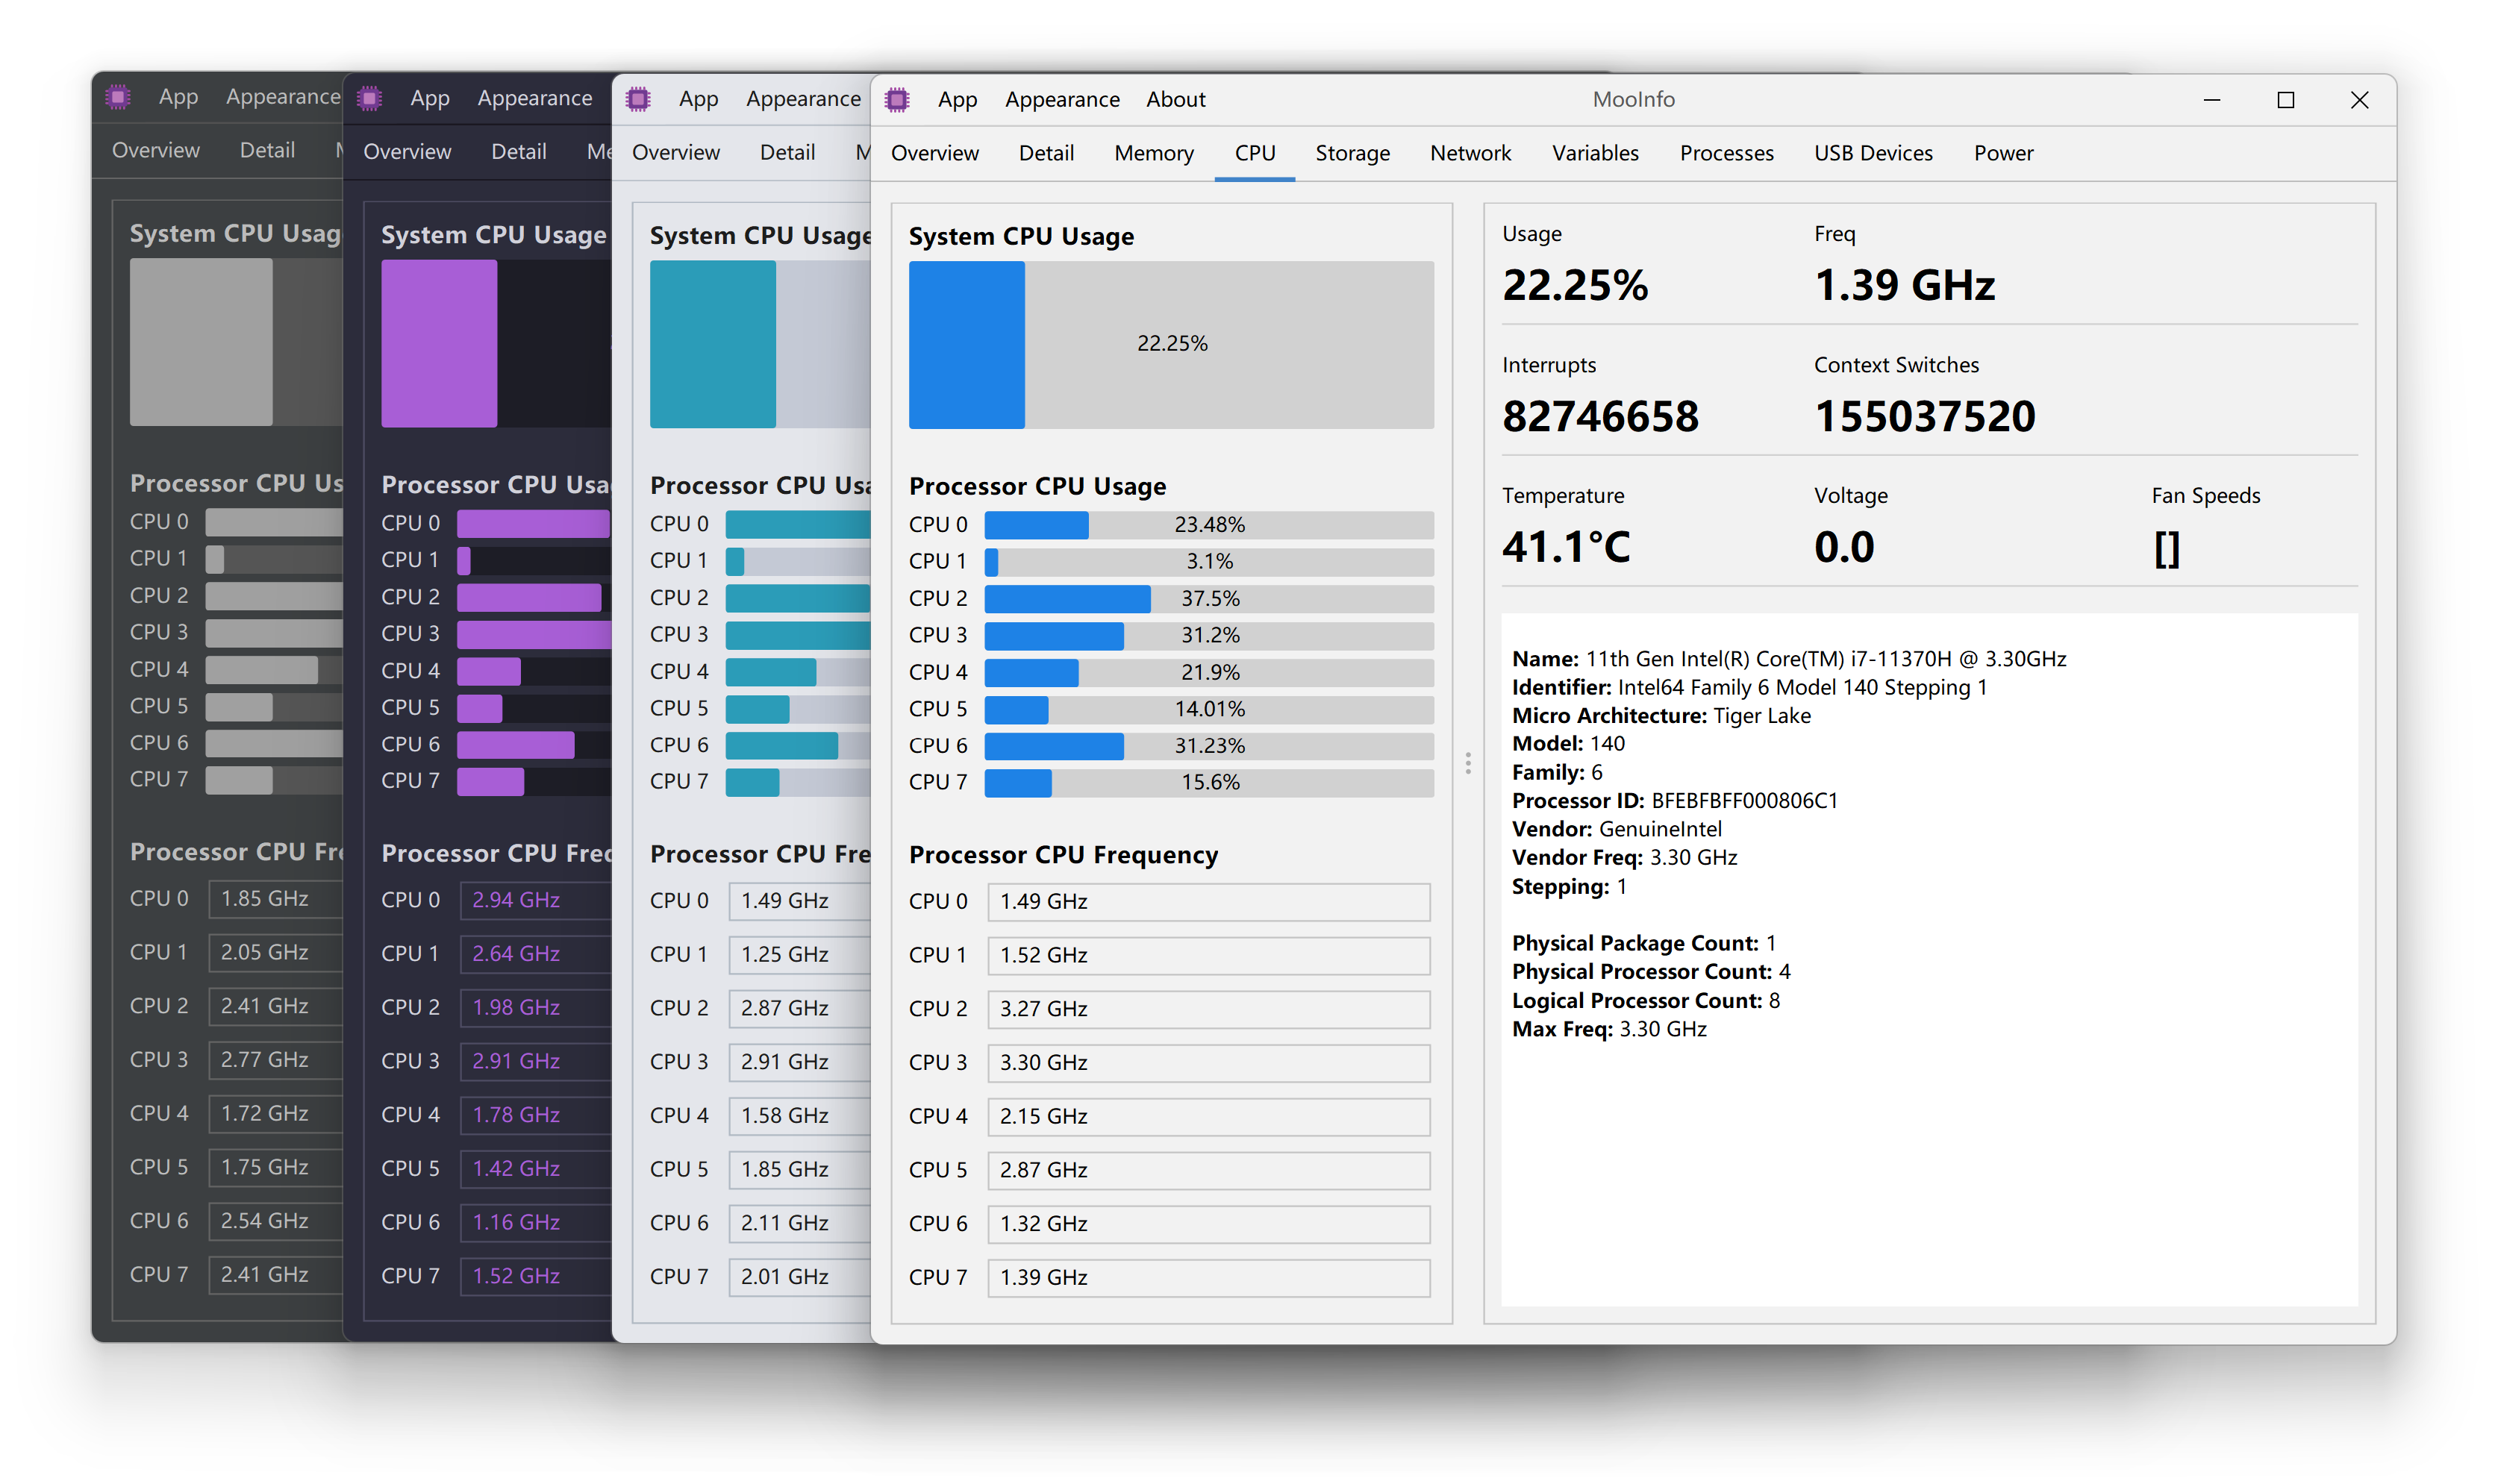 App Appearance
Overview Detail
System CPU Usag
Processor CPU Us
CPU 0
CPU 1
CPU 2
CPU 3
CPU 4
CPU 5
CPU 6
CPU 7
Processor CPU Fre
CPU 0 1.85 GHz
CPU 1 2.05 GHz
CPU 2 2.41 GHz
CPU 3 2.77 GHz
CPU 4 1.72 GHz
CPU 5 1.75 GHz
CPU 6 2.54 GHz
CPU 7 2.41 GHz
App Appearance
Overview Detail Me
System CPU Usage
Processor CPU Usa
CPU 0
CPU 1
CPU 2
CPU 3
CPU 4
CPU 5
CPU 6
CPU 7
Processor CPU Freq
CPU 0 2.94 GHz
CPU 1 2.64 GHz
CPU 2 1.98 GHz
CPU 3 2.91 GHz
CPU 4 1.78 GHz
CPU 5 1.42 GHz
CPU 6 1.16 GHz
CPU 7 1.52 GHz
App Appearance
Overview Detail M
System CPU Usage
Processor CPU Usa
CPU 0
CPU 1
CPU 2
CPU 3
CPU 4
CPU 5
CPU 6
CPU 7
Processor CPU Fre
CPU 0 1.49 GHz
CPU 1 1.25 GHz
CPU 2 2.87 GHz
CPU 3 2.91 GHz
CPU 4 1.58 GHz
CPU 5 1.85 GHz
CPU 6 2.11 GHz
CPU 7 2.01 GHz
App Appearance About MooInfo
Overview Detail Memory CPU Storage Network Variables Processes USB Devices Power
System CPU Usage
22.25%
Processor CPU Usage
CPU 0 23.48%
CPU 1 3.1%
CPU 2 37.5%
CPU 3 31.2%
CPU 4 21.9%
CPU 5 14.01%
CPU 6 31.23%
CPU 7 15.6%
Processor CPU Frequency
CPU 0 1.49 GHz
CPU 1 1.52 GHz
CPU 2 3.27 GHz
CPU 3 3.30 GHz
CPU 4 2.15 GHz
CPU 5 2.87 GHz
CPU 6 1.32 GHz
CPU 7 1.39 GHz
Usage Freq
22.25% 1.39 GHz
Interrupts Context Switches
82746658 155037520
Temperature Voltage Fan Speeds
41.1°C 0.0 []
Name: 11th Gen Intel(R) Core(TM) i7-11370H @ 3.30GHz
Identifier: Intel64 Family 6 Model 140 Stepping 1
Micro Architecture: Tiger Lake
Model: 140
Family: 6
Processor ID: BFEBFBFF000806C1
Vendor: GenuineIntel
Vendor Freq: 3.30 GHz
Stepping: 1
Physical Package Count: 1
Physical Processor Count: 4
Logical Processor Count: 8
Max Freq: 3.30 GHz